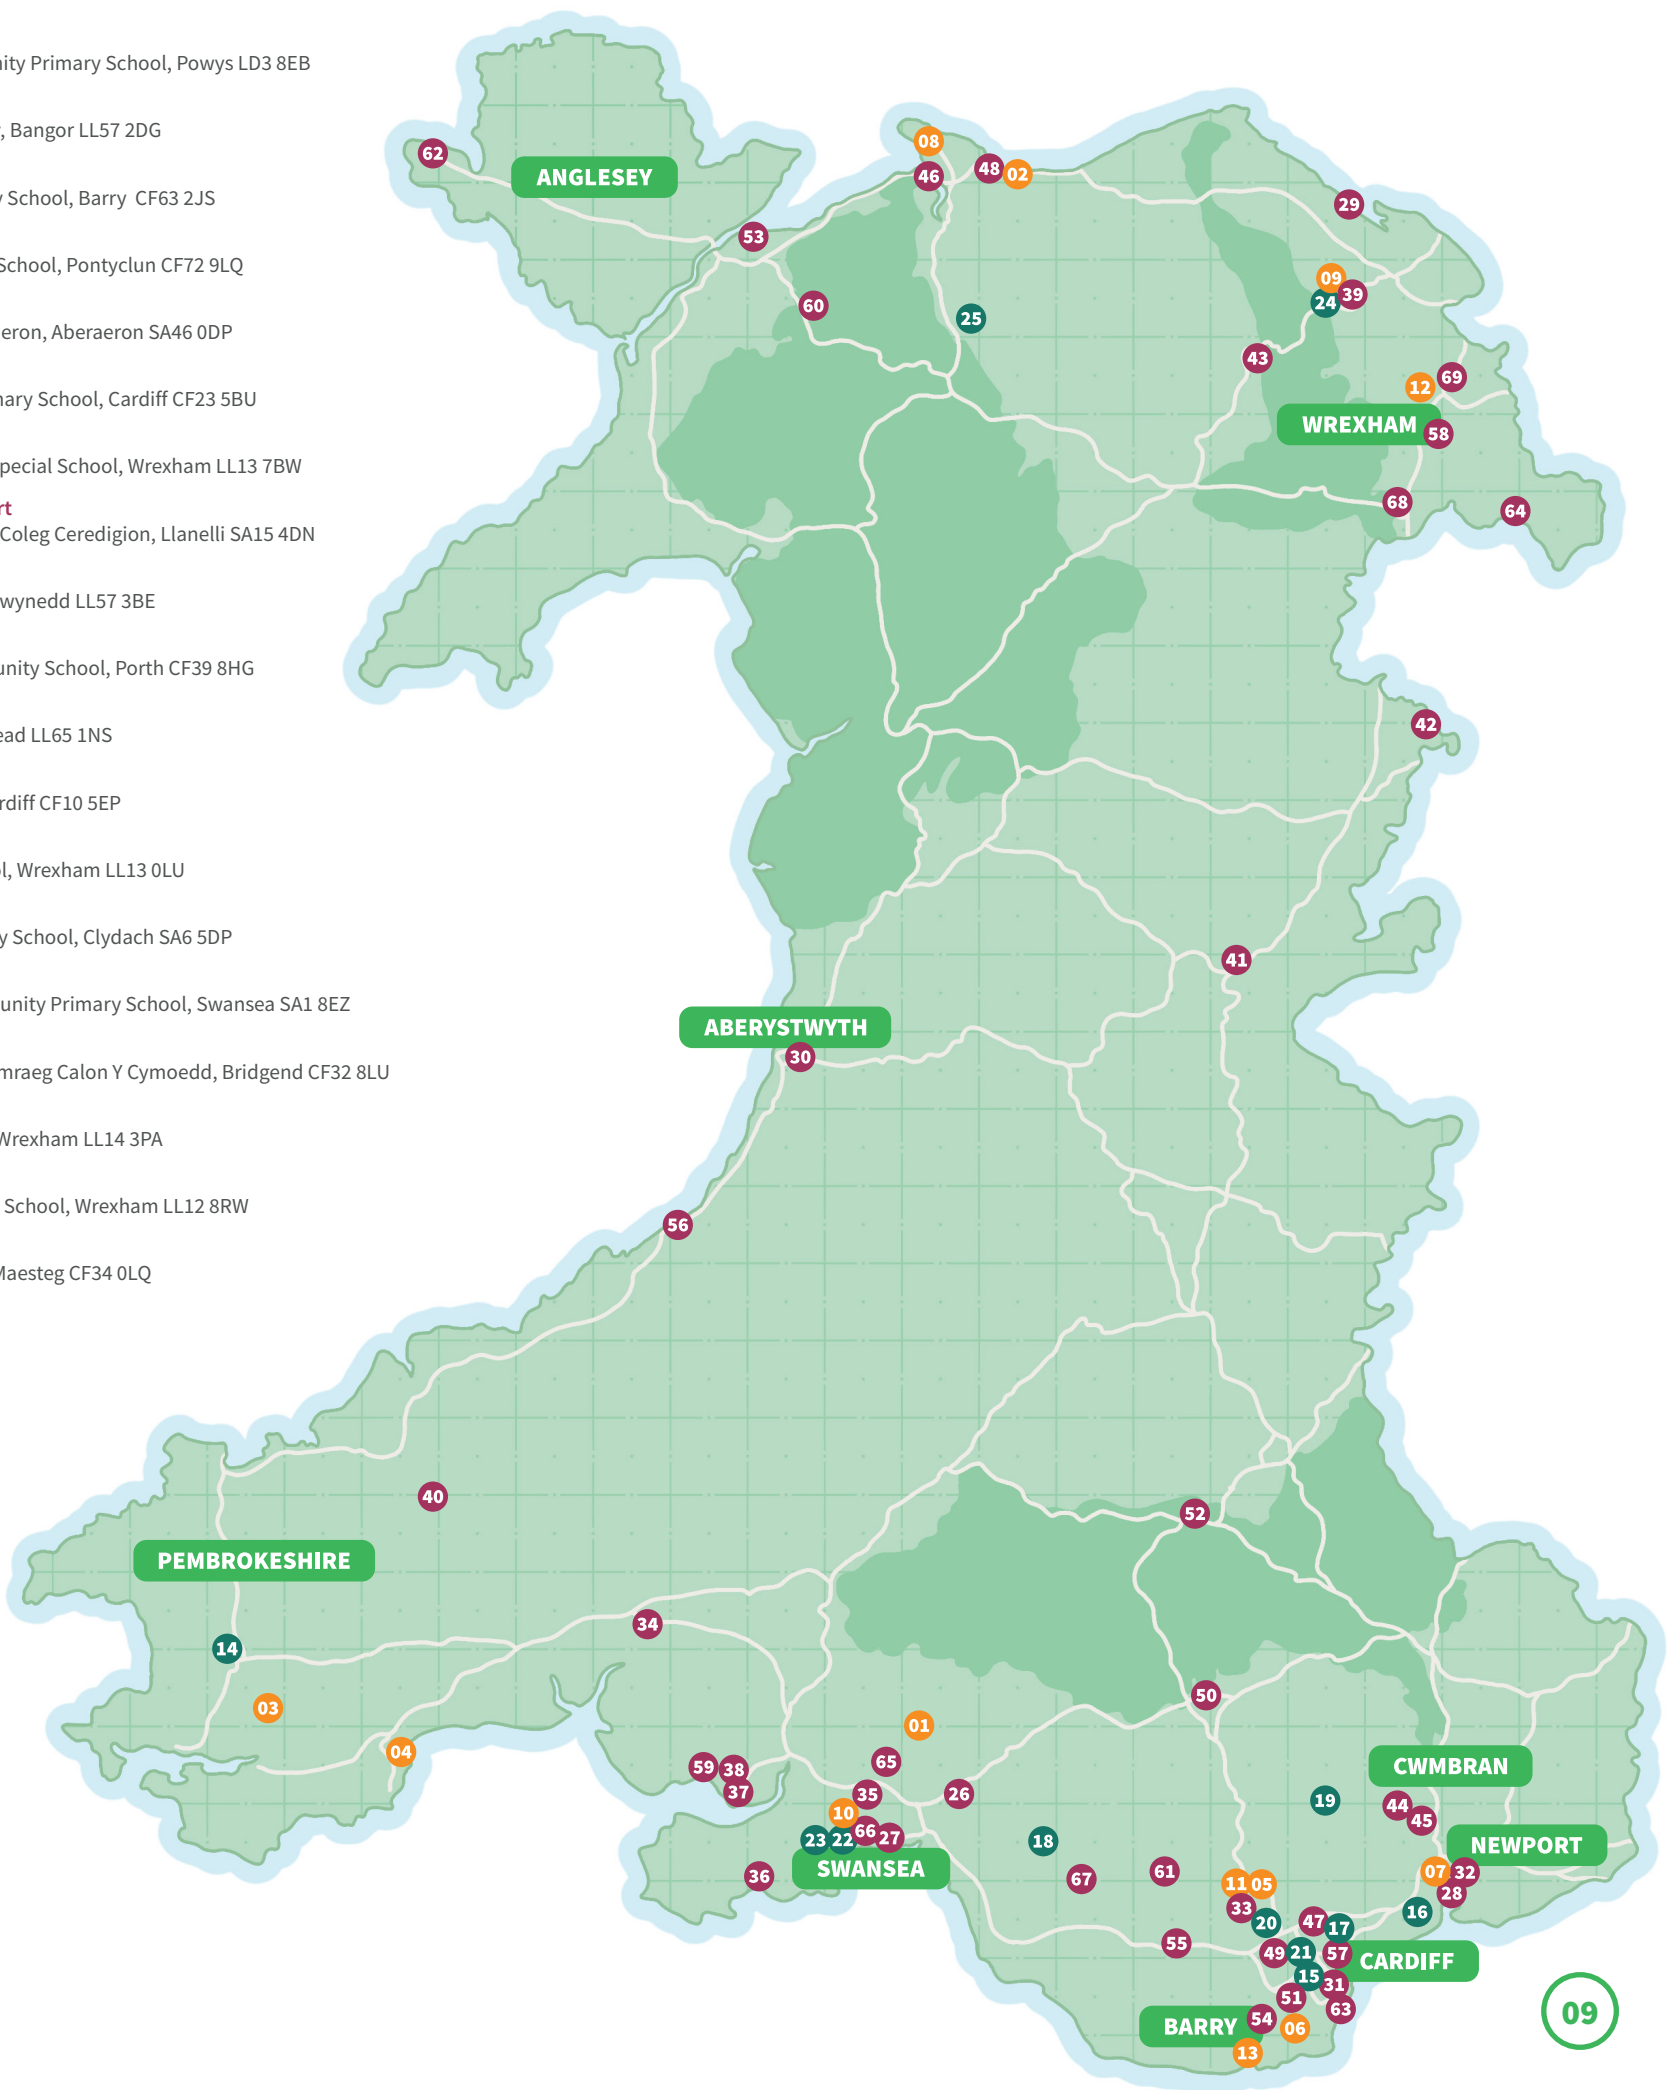 ity Primary School, Powys LD3 8EB
, Bangor LL57 2DG
School, Barry CF63 2JS
School, Pontyclun CF72 9LQ
eron, Aberaeron SA46 0DP
ary School, Cardiff CF23 5BU
pecial School, Wrexham LL13 7BW
rt
Coleg Ceredigion, Llanelli SA15 4DN
wynedd LL57 3BE
unity School, Porth CF39 8HG
ead LL65 1NS
rdiff CF10 5EP
l, Wrexham LL13 0LU
y School, Clydach SA6 5DP
unity Primary School, Swansea SA1 8EZ
mraeg Calon Y Cymoedd, Bridgend CF32 8LU
Wrexham LL14 3PA
School, Wrexham LL12 8RW
Maesteg CF34 0LQ
08
62
ANGLESEY
46
48
02
29
53
09
39
24
60
25
43
69
12
WREXHAM
58
68
64
42
41
ABERYSTWYTH
30
56
40
52
PEMBROKESHIRE
34
14
50
03
01
04
65
CWMBRAN
59
38
37
35
26
19
44
45
10
66
27
23
22
18
NEWPORT
SWANSEA
36
67
61
07
32
28
11
05
33
20
47
17
16
55
49
21
57
CARDIFF
15
31
51
63
54
BARRY
06
13
09